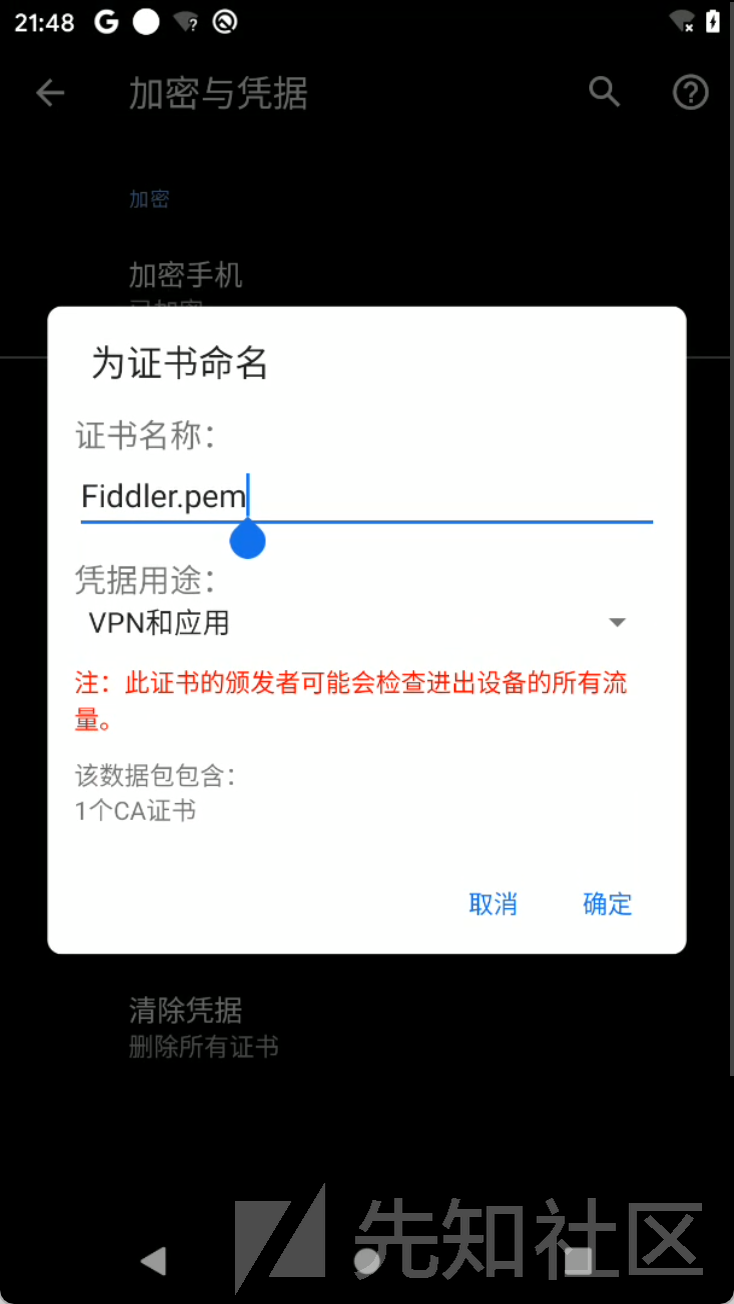 21:48
加密与凭据
加密
加密手机
已加密
为证书命名
证书名称：
Fiddler.pem
凭据用途：
VPN和应用
注：此证书的颁发者可能会检查进出设备的所有流
量。
该数据包包含：
1个CA证书
取消
确定
清除凭据
删除所有证书
先知社区